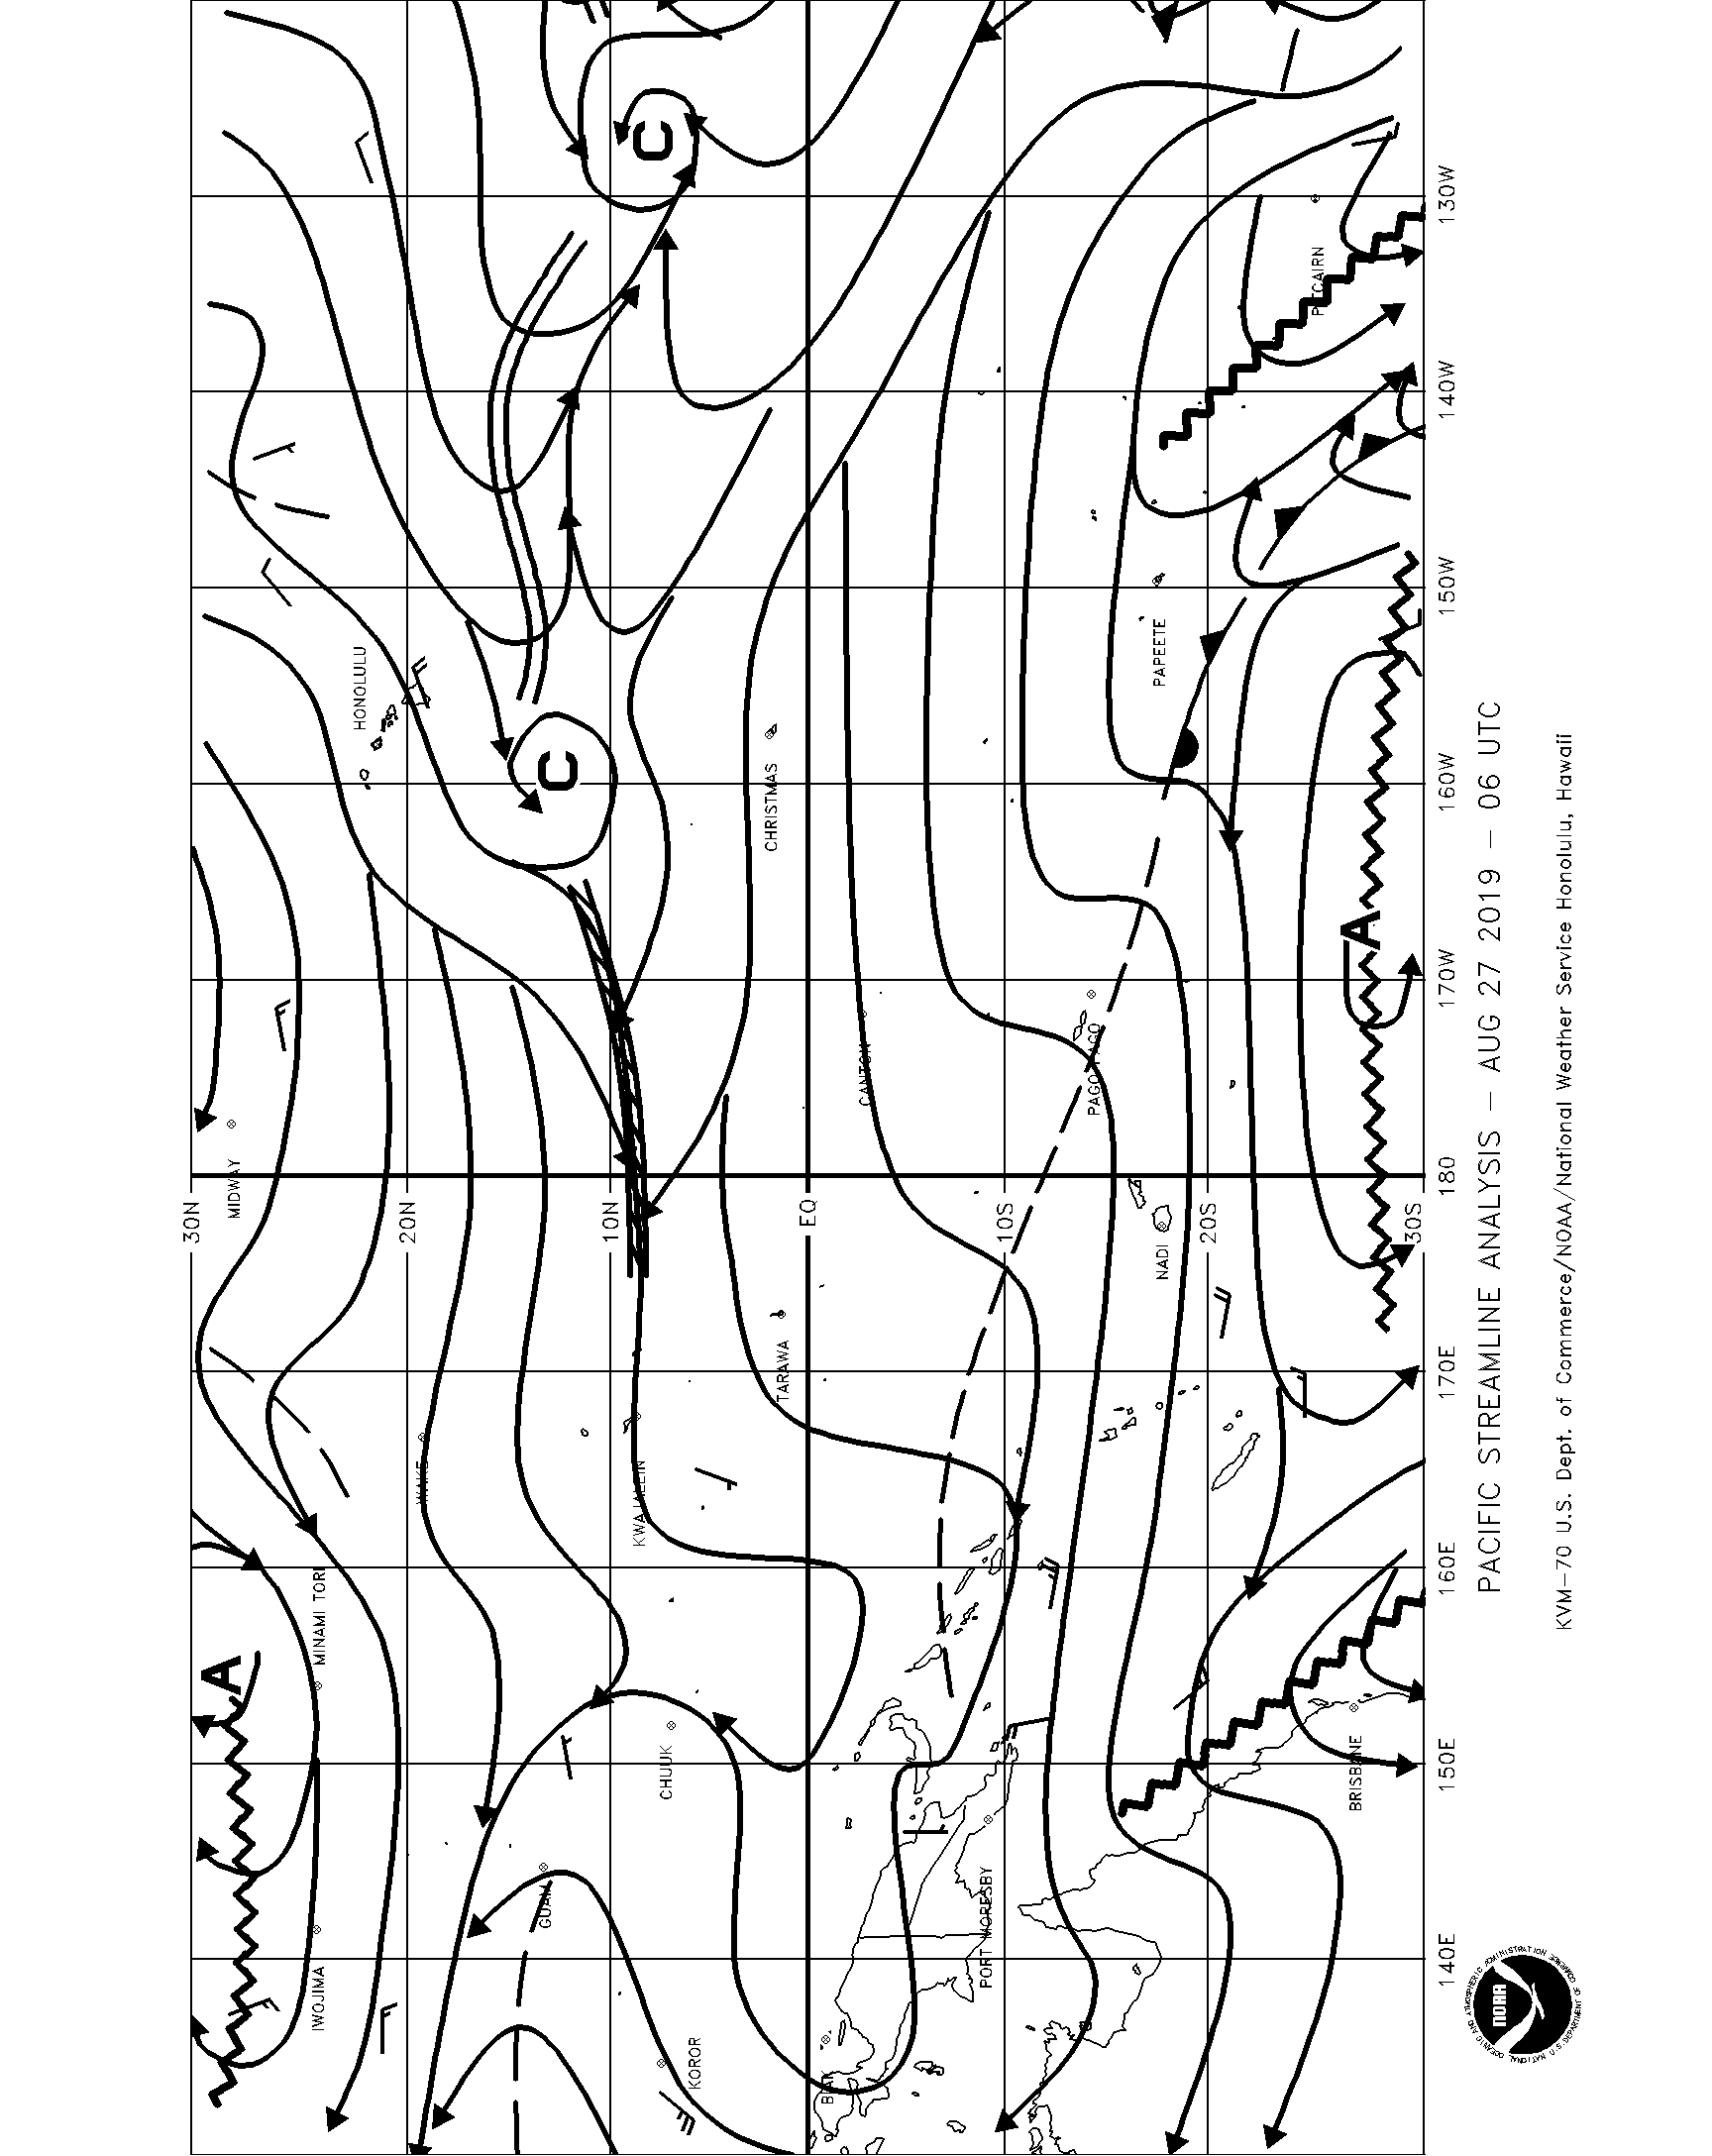 30N
20N
10N
EQ
10S
20S
30S
140E
150E
160E
170E
180
170W
160W
150W
140W
130W
A
C
C
A
MIDWAY
HONOLULU
MINAMI TORI
IWOJIMA
WAKE
KWAJALEIN
GUAM
CHUUK
KOROR
TARAWA
CHRISTMAS
CANTON
BIAK
PORT MORESBY
PAGO PAGO
NADI
PAPEETE
PITCAIRN
BRISBANE
PACIFIC STREAMLINE ANALYSIS – AUG 27 2019 – 06 UTC
KVM–70 U.S. Dept. of Commerce/NOAA/National Weather Service Honolulu, Hawaii
NOAA
NATIONAL OCEANIC AND ATMOSPHERIC ADMINISTRATION
U.S. DEPARTMENT OF COMMERCE